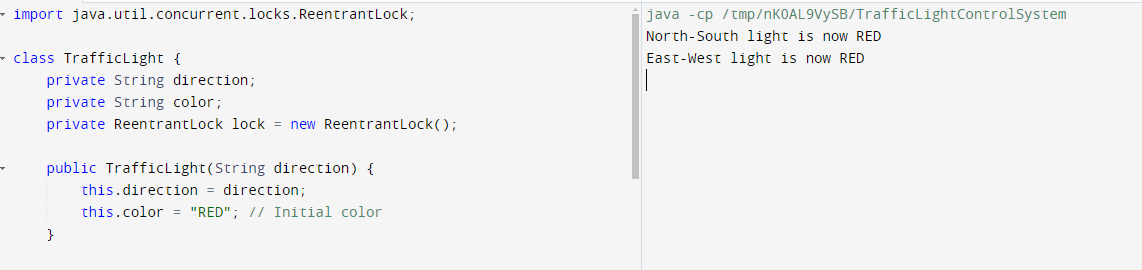 import java.util.concurrent.locks.ReentrantLock;
class TrafficLight {
private String direction;
private String color;
private ReentrantLock lock = new ReentrantLock();
public TrafficLight(String direction) {
this.direction = direction;
this.color = "RED"; // Initial color
}
java -cp /tmp/nKOAL9VySB/TrafficLightControlSystem
North-South light is now RED
East-West light is now RED